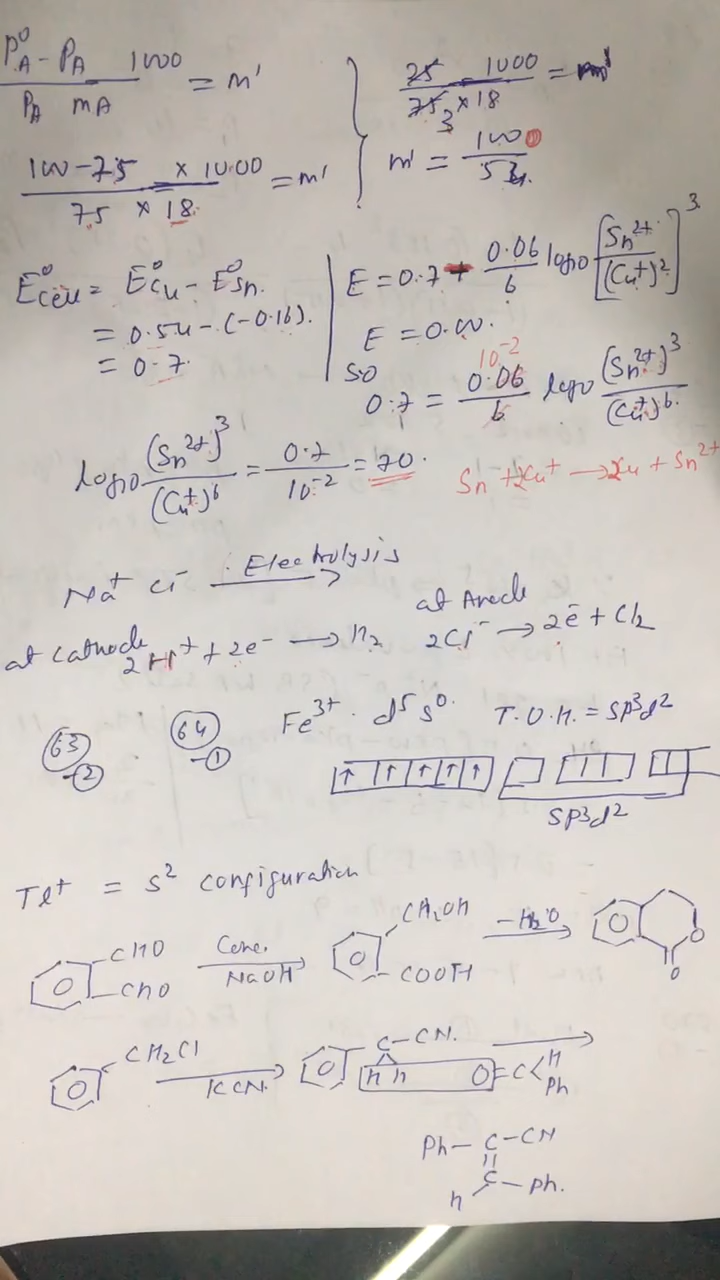 P°A - PA / PA × 1000 / mA = m'
25 × 1000 / 75 × 18 = m'
100 - 75 × 1000 / 75 × 18 = m'
m' = 1000 / 54
E°cell = E°Cu - E°Sn.
= 0.54 - (-0.16).
= 0.7.
E = 0.7 - 0.06/6 log10 [Sn²⁺/(Cu⁺)²]³
E = 0.00.
so
10⁻²
0.7 = 0.06/6 log10 (Sn²⁺)³/(Cu⁺)⁶
log10 (Sn²⁺)³/(Cu⁺)⁶ = 0.7/10⁻² = 70.
Sn + 2Cu⁺ → 2Cu + Sn²⁺
Na⁺ Cl⁻ Electrolysis →
at cathode 2H⁺ + 2e⁻ → H2
at Anode 2Cl⁻ → 2e⁻ + Cl2
63 - 2
64 - 1
Fe³⁺ . d⁵ s⁰. T.O.H. = sp³d²
↑ ↑ ↑ ↑ ↑
sp³d²
Tl⁺ = s² configuration
CHO
CHO
Conc. NaOH →
CH2OH
COOH
-H2O →
O
O
CH2Cl
KCN. →
C-CN.
H H
O=C
H
Ph
→
Ph-C-CN
C-Ph.
H